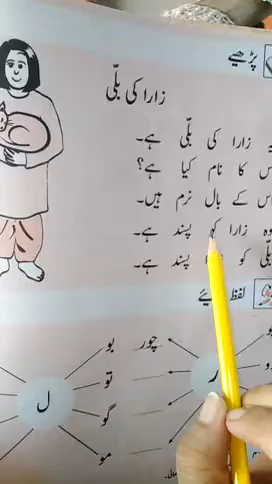 پڑھیے
زارا کی بلّی
زارا کی بلّی ہے۔
کا نام کیا ہے؟
اس کے بال نرم ہیں۔
وہ زارا کو پسند ہے۔
بلّی کو پسند ہے۔
لفظ
بو
تو
گو
مو
ل
چور
ر